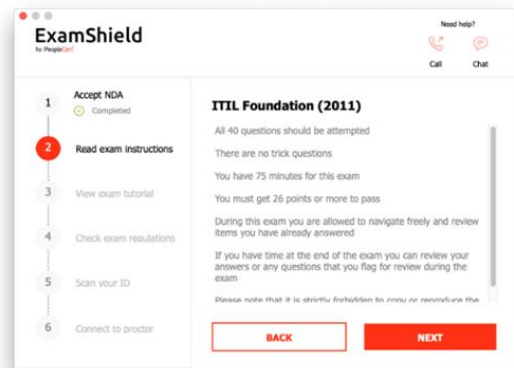 ExamShield
by PeopleCert
Need help?
Call
Chat
1
Accept NDA
Completed
2
Read exam instructions
3
View exam tutorial
4
Check exam regulations
5
Scan your ID
6
Connect to proctor
ITIL Foundation (2011)
All 40 questions should be attempted
There are no trick questions
You have 75 minutes for this exam
You must get 26 points or more to pass
During this exam you are allowed to navigate freely and review
items you have already answered
If you have time at the end of the exam you can review your
answers or any questions that you flag for review during the
exam
Please note that it is strictly forbidden to copy or reproduce the
BACK
NEXT